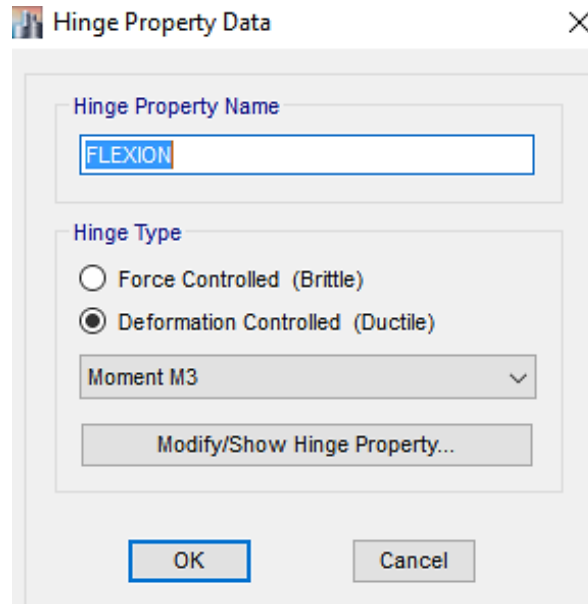 Hinge Property Data
Hinge Property Name
FLEXION
Hinge Type
Force Controlled (Brittle)
Deformation Controlled (Ductile)
Moment M3
Modify/Show Hinge Property...
OK Cancel